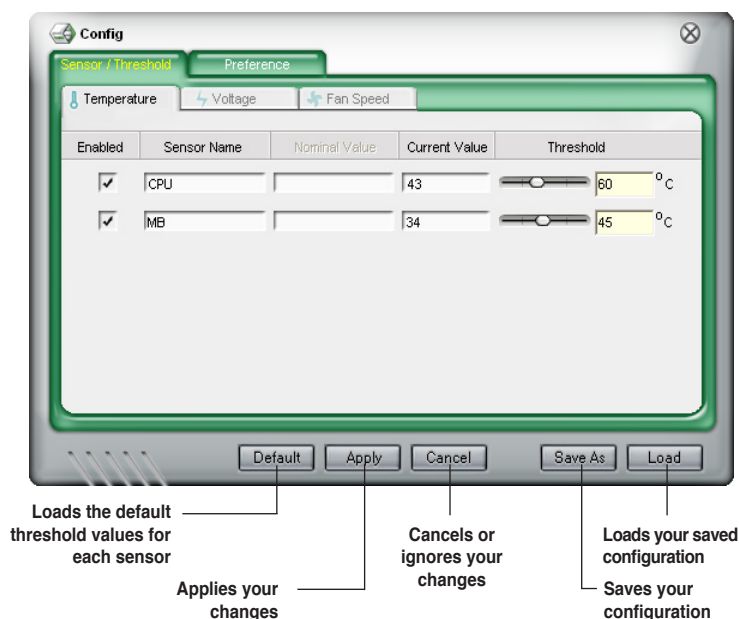 Config
Sensor / Threshold Preference
Temperature Voltage Fan Speed
Enabled Sensor Name Nominal Value Current Value Threshold
CPU 43 60 °C
MB 34 45 °C
Default Apply Cancel Save As Load
Loads the default
threshold values for
each sensor
Applies your
changes
Cancels or
ignores your
changes
Saves your
configuration
Loads your saved
configuration